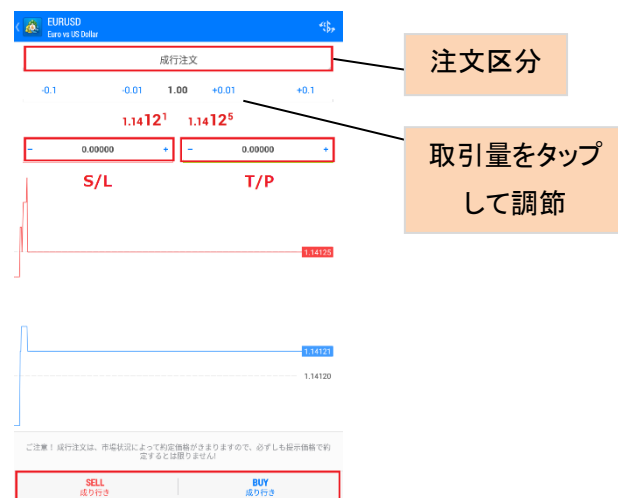 EURUSD
Euro vs US Dollar
成行注文
-0.1 -0.01 1.00 +0.01 +0.1
1.14121 1.14125
- 0.00000 + - 0.00000 +
S/L T/P
1.14125
1.14121
1.14120
ご注意！ 成行注文は、市場状況によって約定価格がきまりますので、必ずしも提示価格で約
定するとは限りません!
SELL
成り行き
BUY
成り行き
注文区分
取引量をタップ
して調節